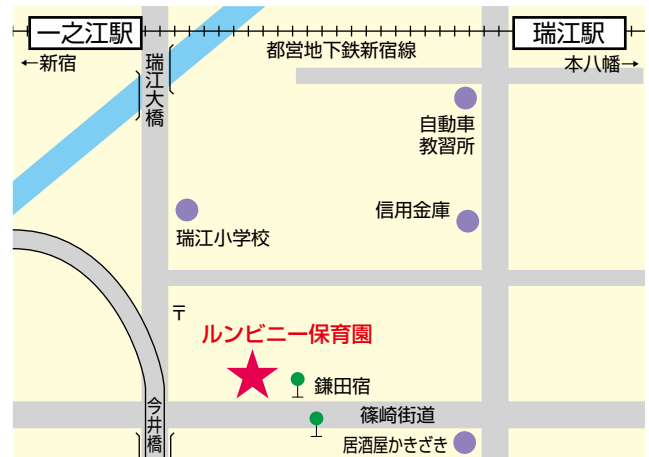 一之江駅
瑞江駅
都営地下鉄新宿線
←新宿
本八幡→
瑞江大橋
自動車
教習所
信用金庫
瑞江小学校
〒
ルンビニー保育園
鎌田宿
今井橋
篠崎街道
居酒屋かきざき